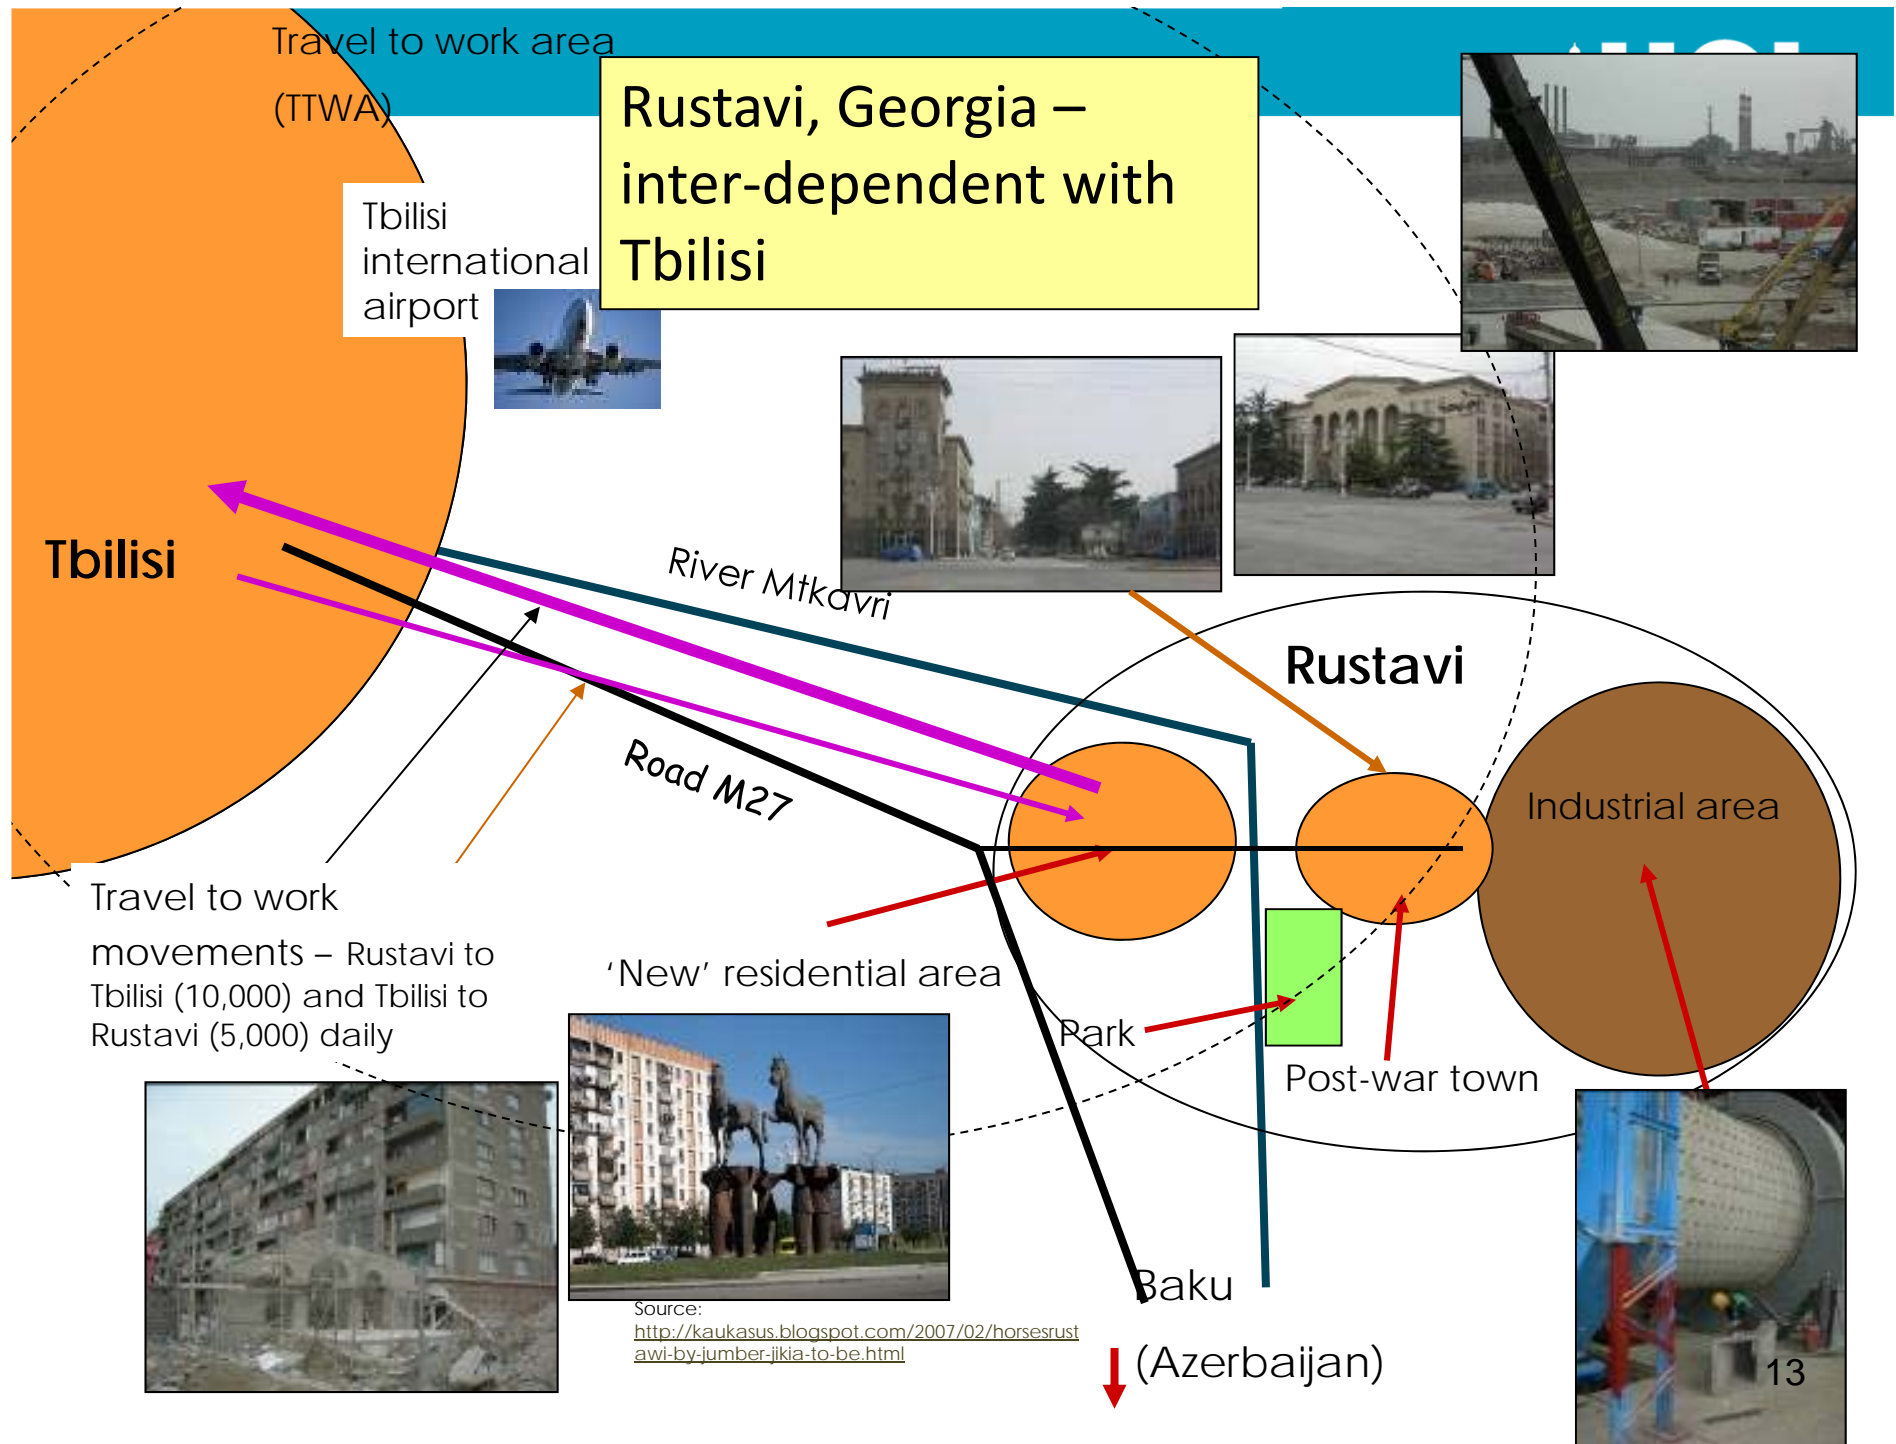 Travel to work area
(TTWA)
Rustavi, Georgia –
inter-dependent with
Tbilisi
Tbilisi
international
airport
Tbilisi
River Mtkavri
Road M27
Rustavi
Industrial area
Travel to work
movements – Rustavi to
Tbilisi (10,000) and Tbilisi to
Rustavi (5,000) daily
'New' residential area
Park
Post-war town
Source:
http://kaukasus.blogspot.com/2007/02/horsesrust
awi-by-jumber-jikia-to-be.html
Baku
(Azerbaijan)
13